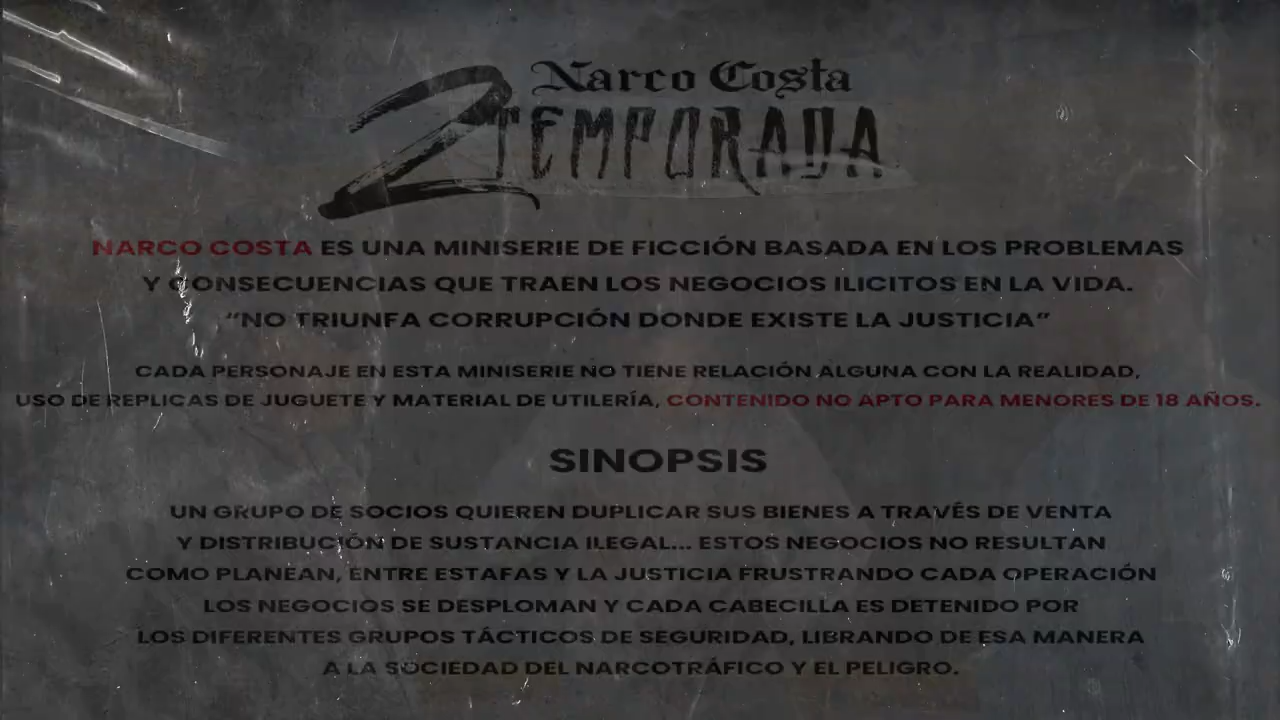 Narco Costa
2 TEMPORADA
NARCO COSTA ES UNA MINISERIE DE FICCIÓN BASADA EN LOS PROBLEMAS
Y CONSECUENCIAS QUE TRAEN LOS NEGOCIOS ILICITOS EN LA VIDA.
“NO TRIUNFA CORRUPCIÓN DONDE EXISTE LA JUSTICIA”
CADA PERSONAJE EN ESTA MINISERIE NO TIENE RELACIÓN ALGUNA CON LA REALIDAD,
USO DE REPLICAS DE JUGUETE Y MATERIAL DE UTILERÍA, CONTENIDO NO APTO PARA MENORES DE 18 AÑOS.
SINOPSIS
UN GRUPO DE SOCIOS QUIEREN DUPLICAR SUS BIENES A TRAVÉS DE VENTA
Y DISTRIBUCIÓN DE SUSTANCIA ILEGAL... ESTOS NEGOCIOS NO RESULTAN
COMO PLANEAN, ENTRE ESTAFAS Y LA JUSTICIA FRUSTRANDO CADA OPERACIÓN
LOS NEGOCIOS SE DESPLOMAN Y CADA CABECILLA ES DETENIDO POR
LOS DIFERENTES GRUPOS TÁCTICOS DE SEGURIDAD, LIBRANDO DE ESA MANERA
A LA SOCIEDAD DEL NARCOTRÁFICO Y EL PELIGRO.